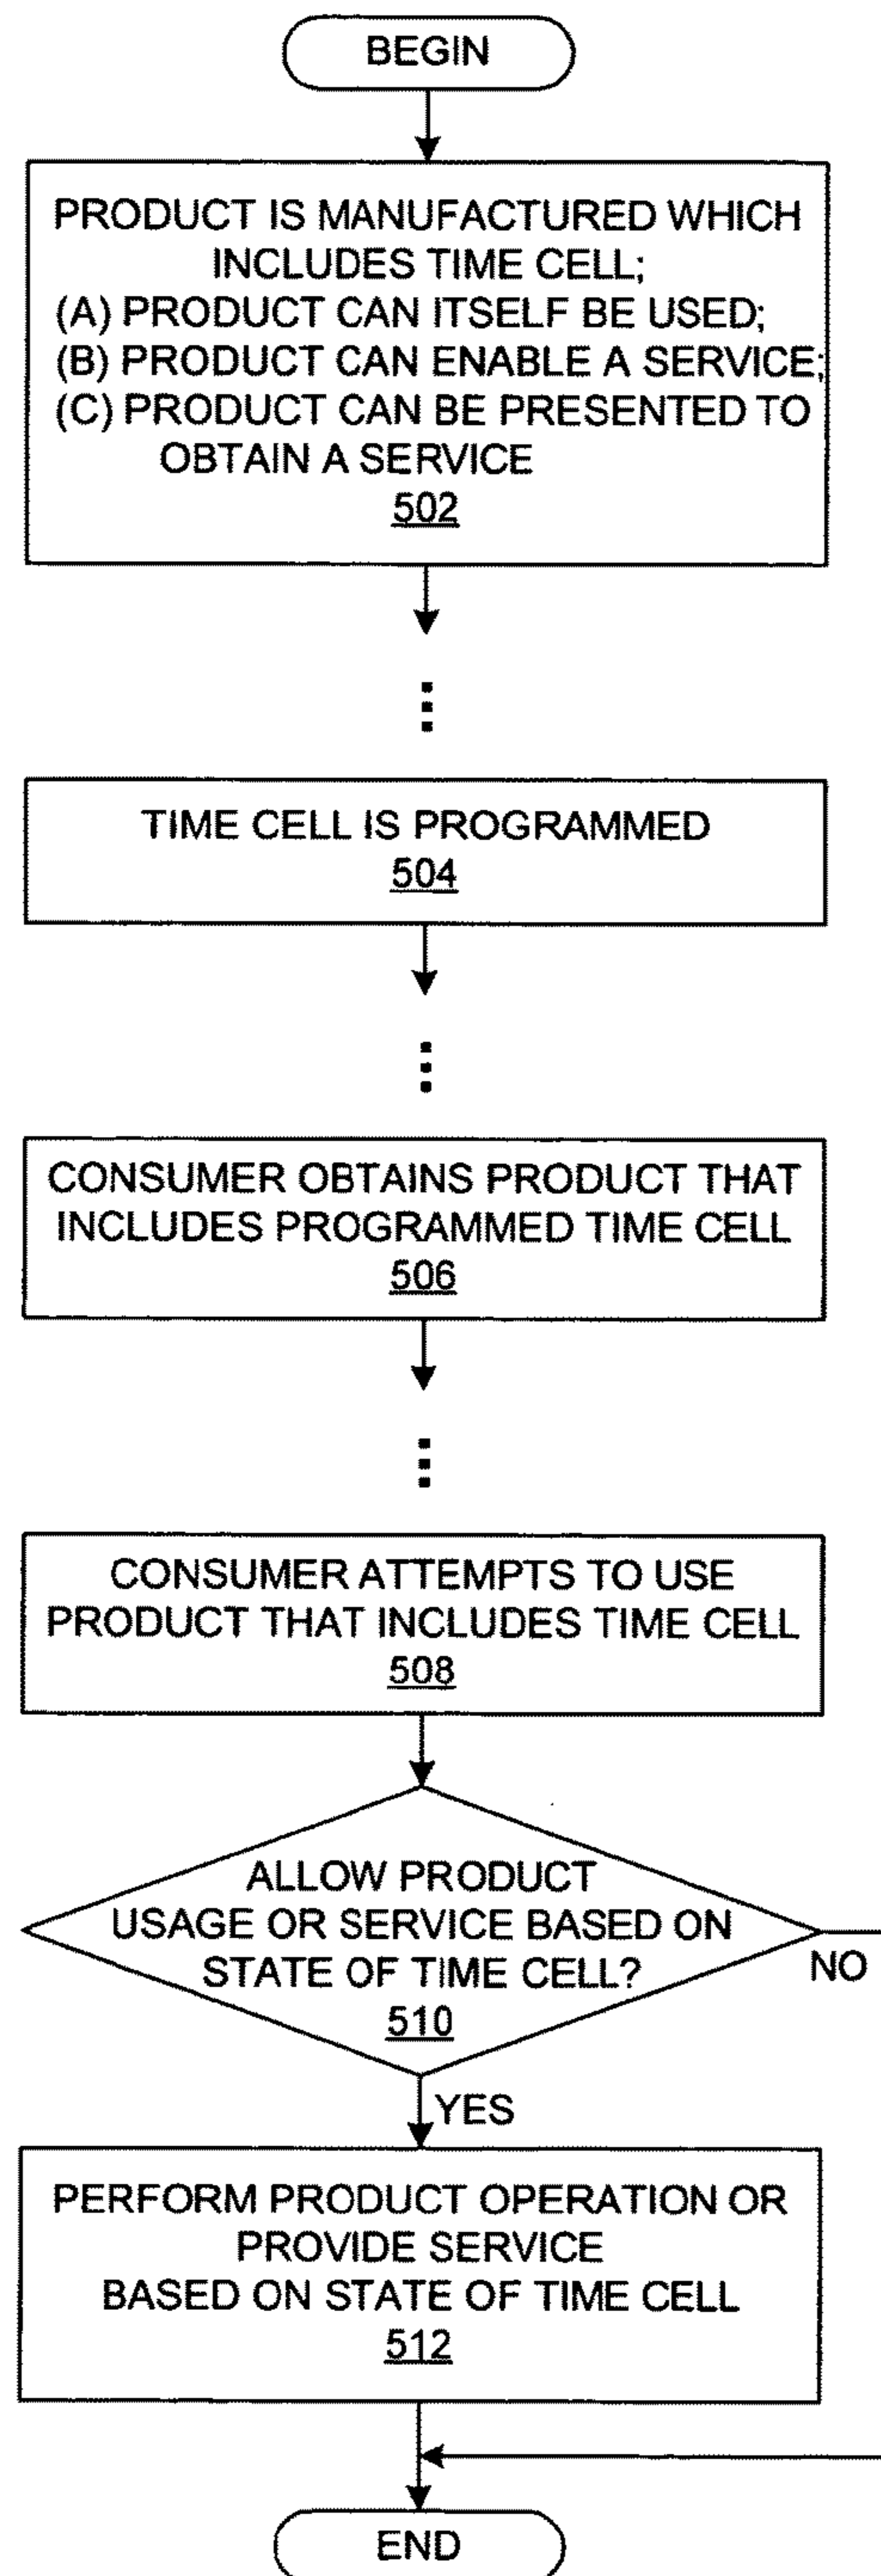 BEGIN
PRODUCT IS MANUFACTURED WHICH
INCLUDES TIME CELL;
(A) PRODUCT CAN ITSELF BE USED;
(B) PRODUCT CAN ENABLE A SERVICE;
(C) PRODUCT CAN BE PRESENTED TO
OBTAIN A SERVICE
502
TIME CELL IS PROGRAMMED
504
CONSUMER OBTAINS PRODUCT THAT
INCLUDES PROGRAMMED TIME CELL
506
CONSUMER ATTEMPTS TO USE
PRODUCT THAT INCLUDES TIME CELL
508
ALLOW PRODUCT
USAGE OR SERVICE BASED ON
STATE OF TIME CELL?
510
NO
YES
PERFORM PRODUCT OPERATION OR
PROVIDE SERVICE
BASED ON STATE OF TIME CELL
512
END